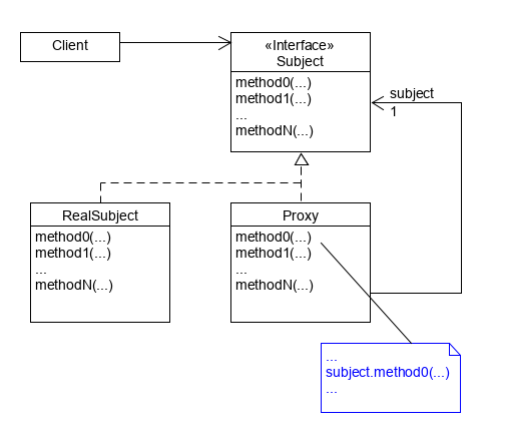 Client
«Interface»
Subject
method0(...)
method1(...)
...
methodN(...)
subject
1
RealSubject
method0(...)
method1(...)
...
methodN(...)
Proxy
method0(...)
method1(...)
...
methodN(...)
...
subject.method0(...)
...